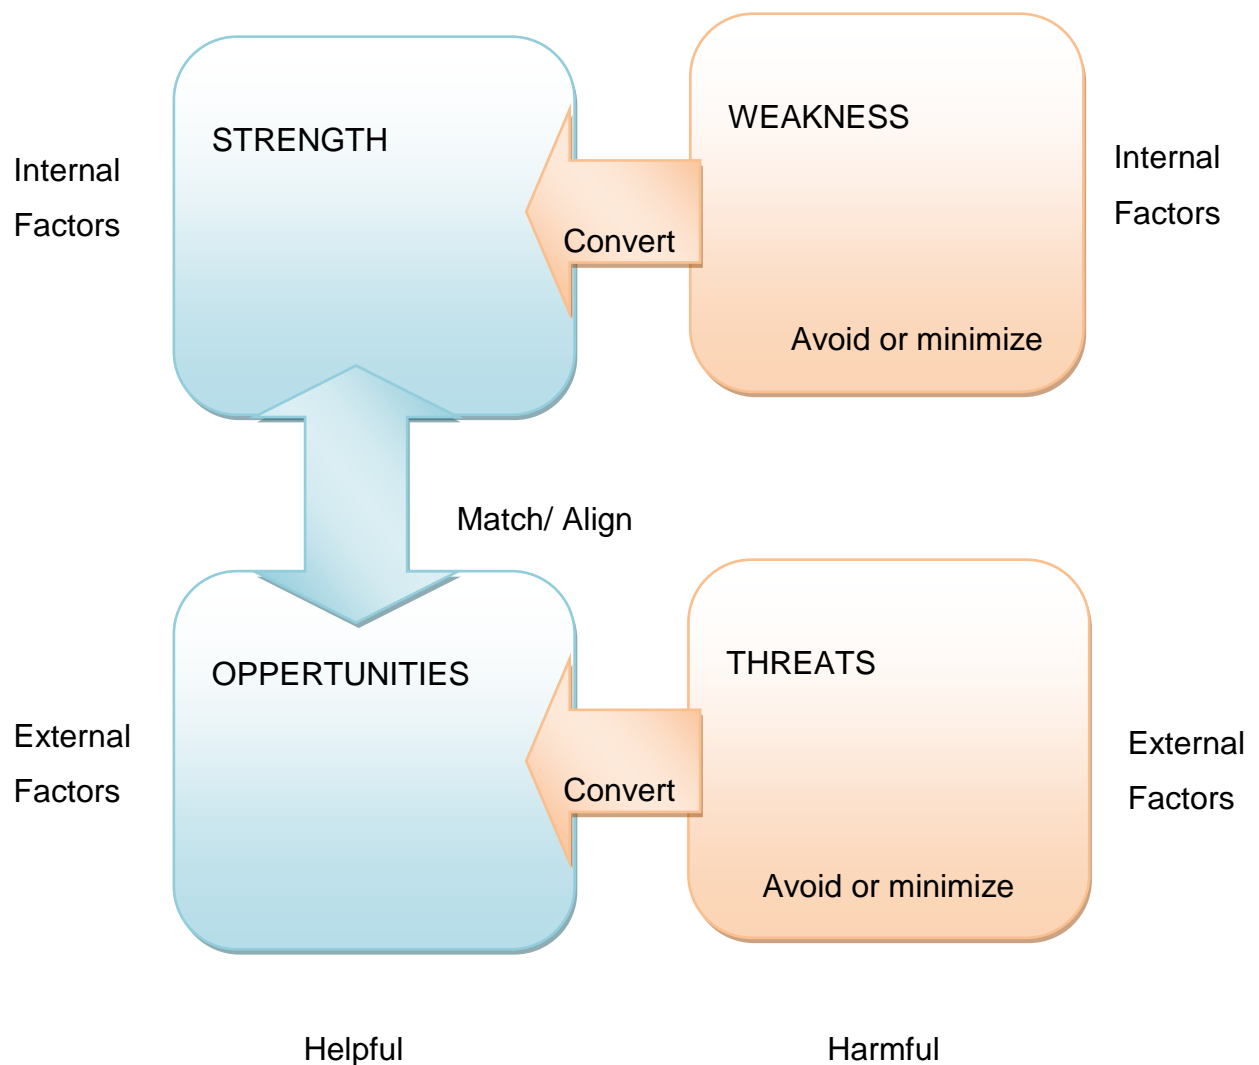 STRENGTH
WEAKNESS
Internal
Factors
Internal
Factors
Convert
Avoid or minimize
Match/ Align
OPPERTUNITIES
THREATS
External
Factors
External
Factors
Convert
Avoid or minimize
Helpful
Harmful